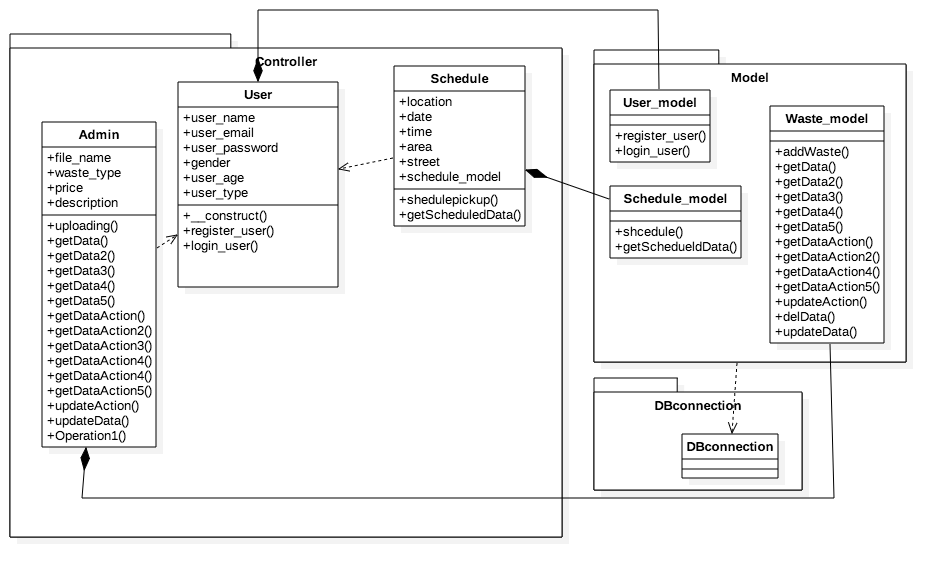 Controller
Admin
+file_name
+waste_type
+price
+description
+uploading()
+getData()
+getData2()
+getData3()
+getData4()
+getData5()
+getDataAction()
+getDataAction2()
+getDataAction3()
+getDataAction4()
+getDataAction4()
+getDataAction5()
+updateAction()
+updateData()
+Operation1()
User
+user_name
+user_email
+user_password
+gender
+user_age
+user_type
+__construct()
+register_user()
+login_user()
Schedule
+location
+date
+time
+area
+street
+schedule_model
+shedulepickup()
+getScheduledData()
Model
User_model
+register_user()
+login_user()
Schedule_model
+shcedule()
+getSchedueldData()
Waste_model
+addWaste()
+getData()
+getData2()
+getData3()
+getData4()
+getData5()
+getDataAction()
+getDataAction2()
+getDataAction4()
+getDataAction5()
+updateAction()
+delData()
+updateData()
DBconnection
DBconnection